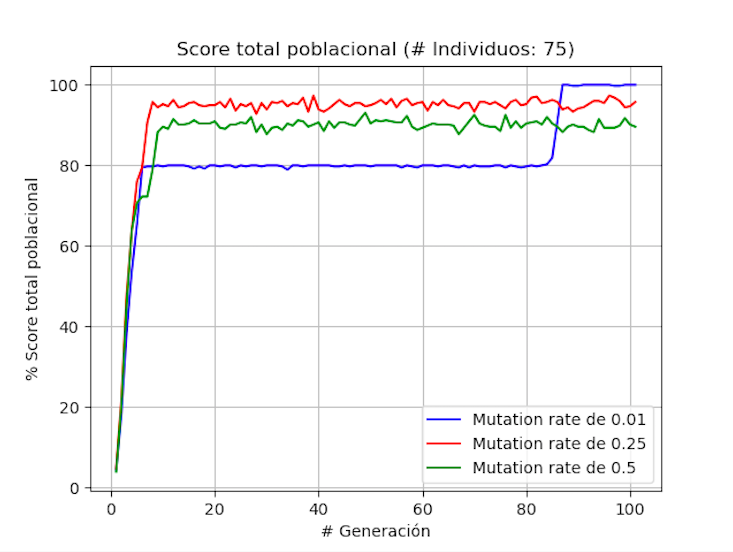 Score total poblacional (# Individuos: 75)
% Score total poblacional
100
80
60
40
20
0
0 20 40 60 80 100
# Generación
Mutation rate de 0.01
Mutation rate de 0.25
Mutation rate de 0.5